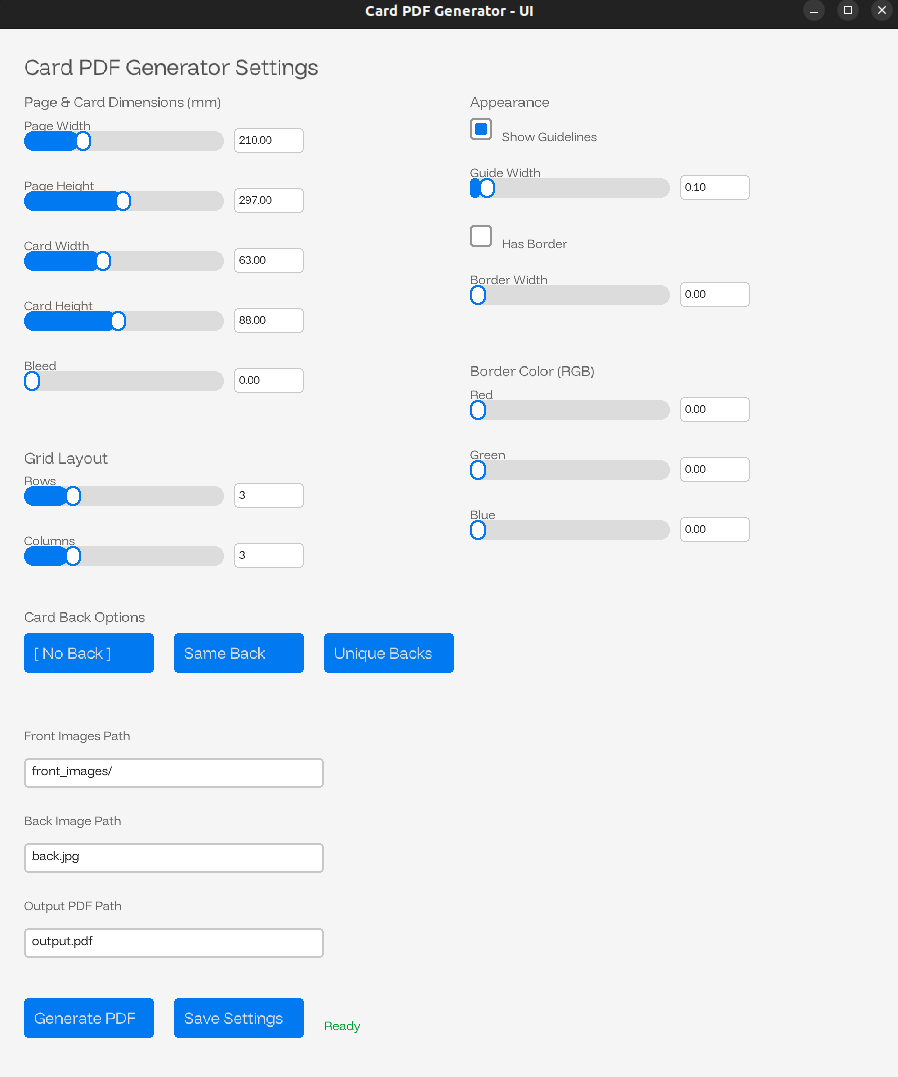 Card PDF Generator - UI
Card PDF Generator Settings
Page & Card Dimensions (mm)
Page Width
210.00
Page Height
297.00
Card Width
63.00
Card Height
88.00
Bleed
0.00
Grid Layout
Rows
3
Columns
3
Appearance
Show Guidelines
Guide Width
0.10
Has Border
Border Width
0.00
Border Color (RGB)
Red
0.00
Green
0.00
Blue
0.00
Card Back Options
[ No Back ]
Same Back
Unique Backs
Front Images Path
front_images/
Back Image Path
back.jpg
Output PDF Path
output.pdf
Generate PDF
Save Settings
Ready